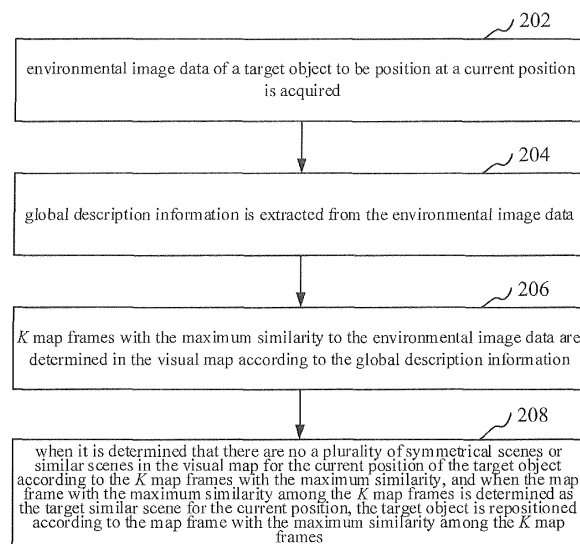 202
environmental image data of a target object to be position at a current position
is acquired
204
global description information is extracted from the environmental image data
206
K map frames with the maximum similarity to the environmental image data are
determined in the visual map according to the global description information
208
when it is determined that there are no a plurality of symmetrical scenes or
similar scenes in the visual map for the current position of the target object
according to the K map frames with the maximum similarity, and when the map
frame with the maximum similarity among the K map frames is determined as
the target similar scene for the current position, the target object is repositioned
according to the map frame with the maximum similarity among the K map
frames